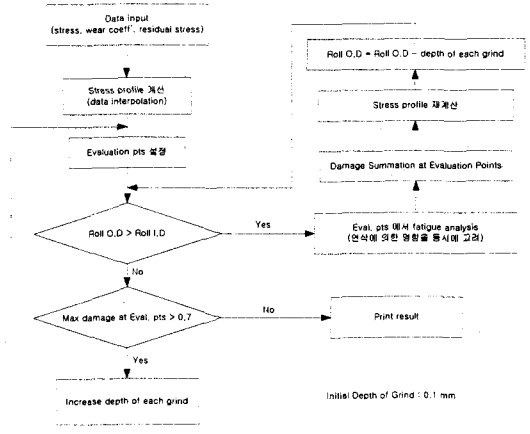 Data input
(stress, wear coeff', residual stress)
Stress profile 계산
(data interpolation)
Evaluation pts 설정
Roll O.D > Roll I.D
Yes
No
Max damage at Eval, pts > 0.7
No
Yes
Print result
Increase depth of each grind
Roll O.D = Roll O.D - depth of each grind
Stress profile 재계산
Damage Summation at Evaluation Points
Eval, pts 에서 fatigue analysis
(연삭에 의한 영향을 동시에 고려)
Initial Depth of Grind : 0.1 mm